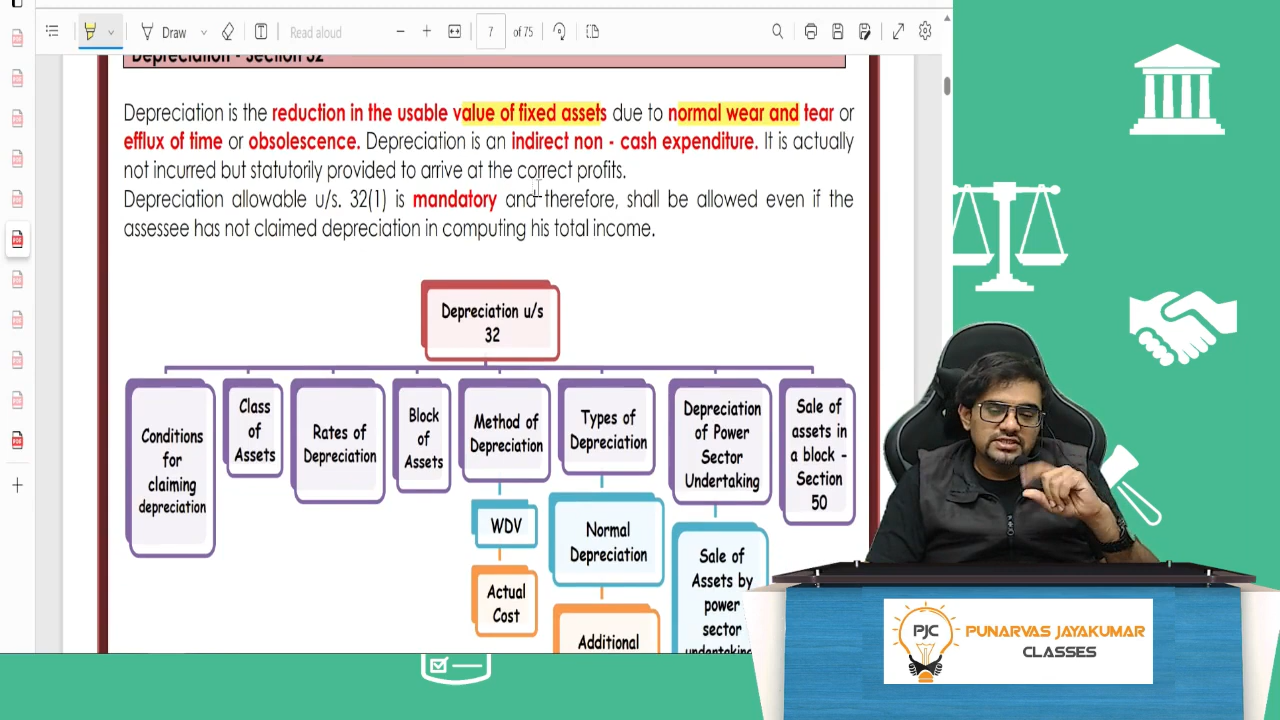 Draw
Read aloud
7
of 75
Depreciation - Section 32
Depreciation is the reduction in the usable value of fixed assets due to normal wear and tear or
efflux of time or obsolescence. Depreciation is an indirect non - cash expenditure. It is actually
not incurred but statutorily provided to arrive at the correct profits.
Depreciation allowable u/s. 32(1) is mandatory and therefore, shall be allowed even if the
assessee has not claimed depreciation in computing his total income.
Depreciation u/s
32
Conditions
for
claiming
depreciation
Class
of
Assets
Rates of
Depreciation
Block
of
Assets
Method of
Depreciation
WDV
Actual
Cost
Types of
Depreciation
Normal
Depreciation
Additional
Depreciation
of Power
Sector
Undertaking
Sale of
Assets by
power
sector
undertaking
Sale of
assets in
a block -
Section
50
PJC
PUNARVAS JAYAKUMAR
CLASSES